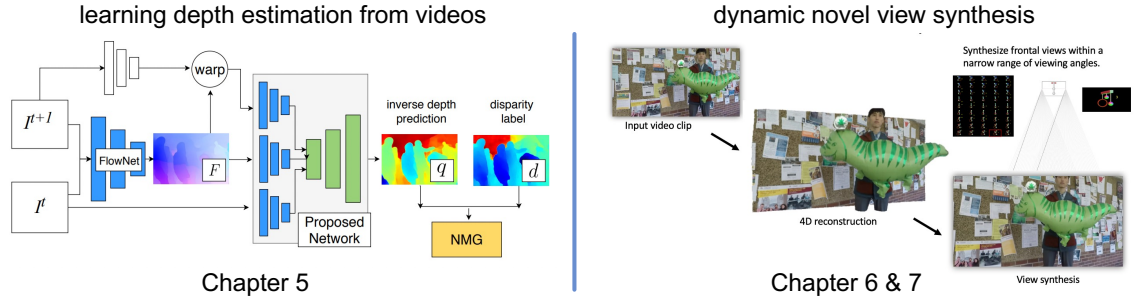 learning depth estimation from videos
I^{t+1}
I^t
FlowNet
warp
F
Proposed
Network
inverse depth
prediction
q
disparity
label
d
NMG
Chapter 5
dynamic novel view synthesis
Input video clip
4D reconstruction
Synthesize frontal views within a
narrow range of viewing angles.
View synthesis
Chapter 6 & 7